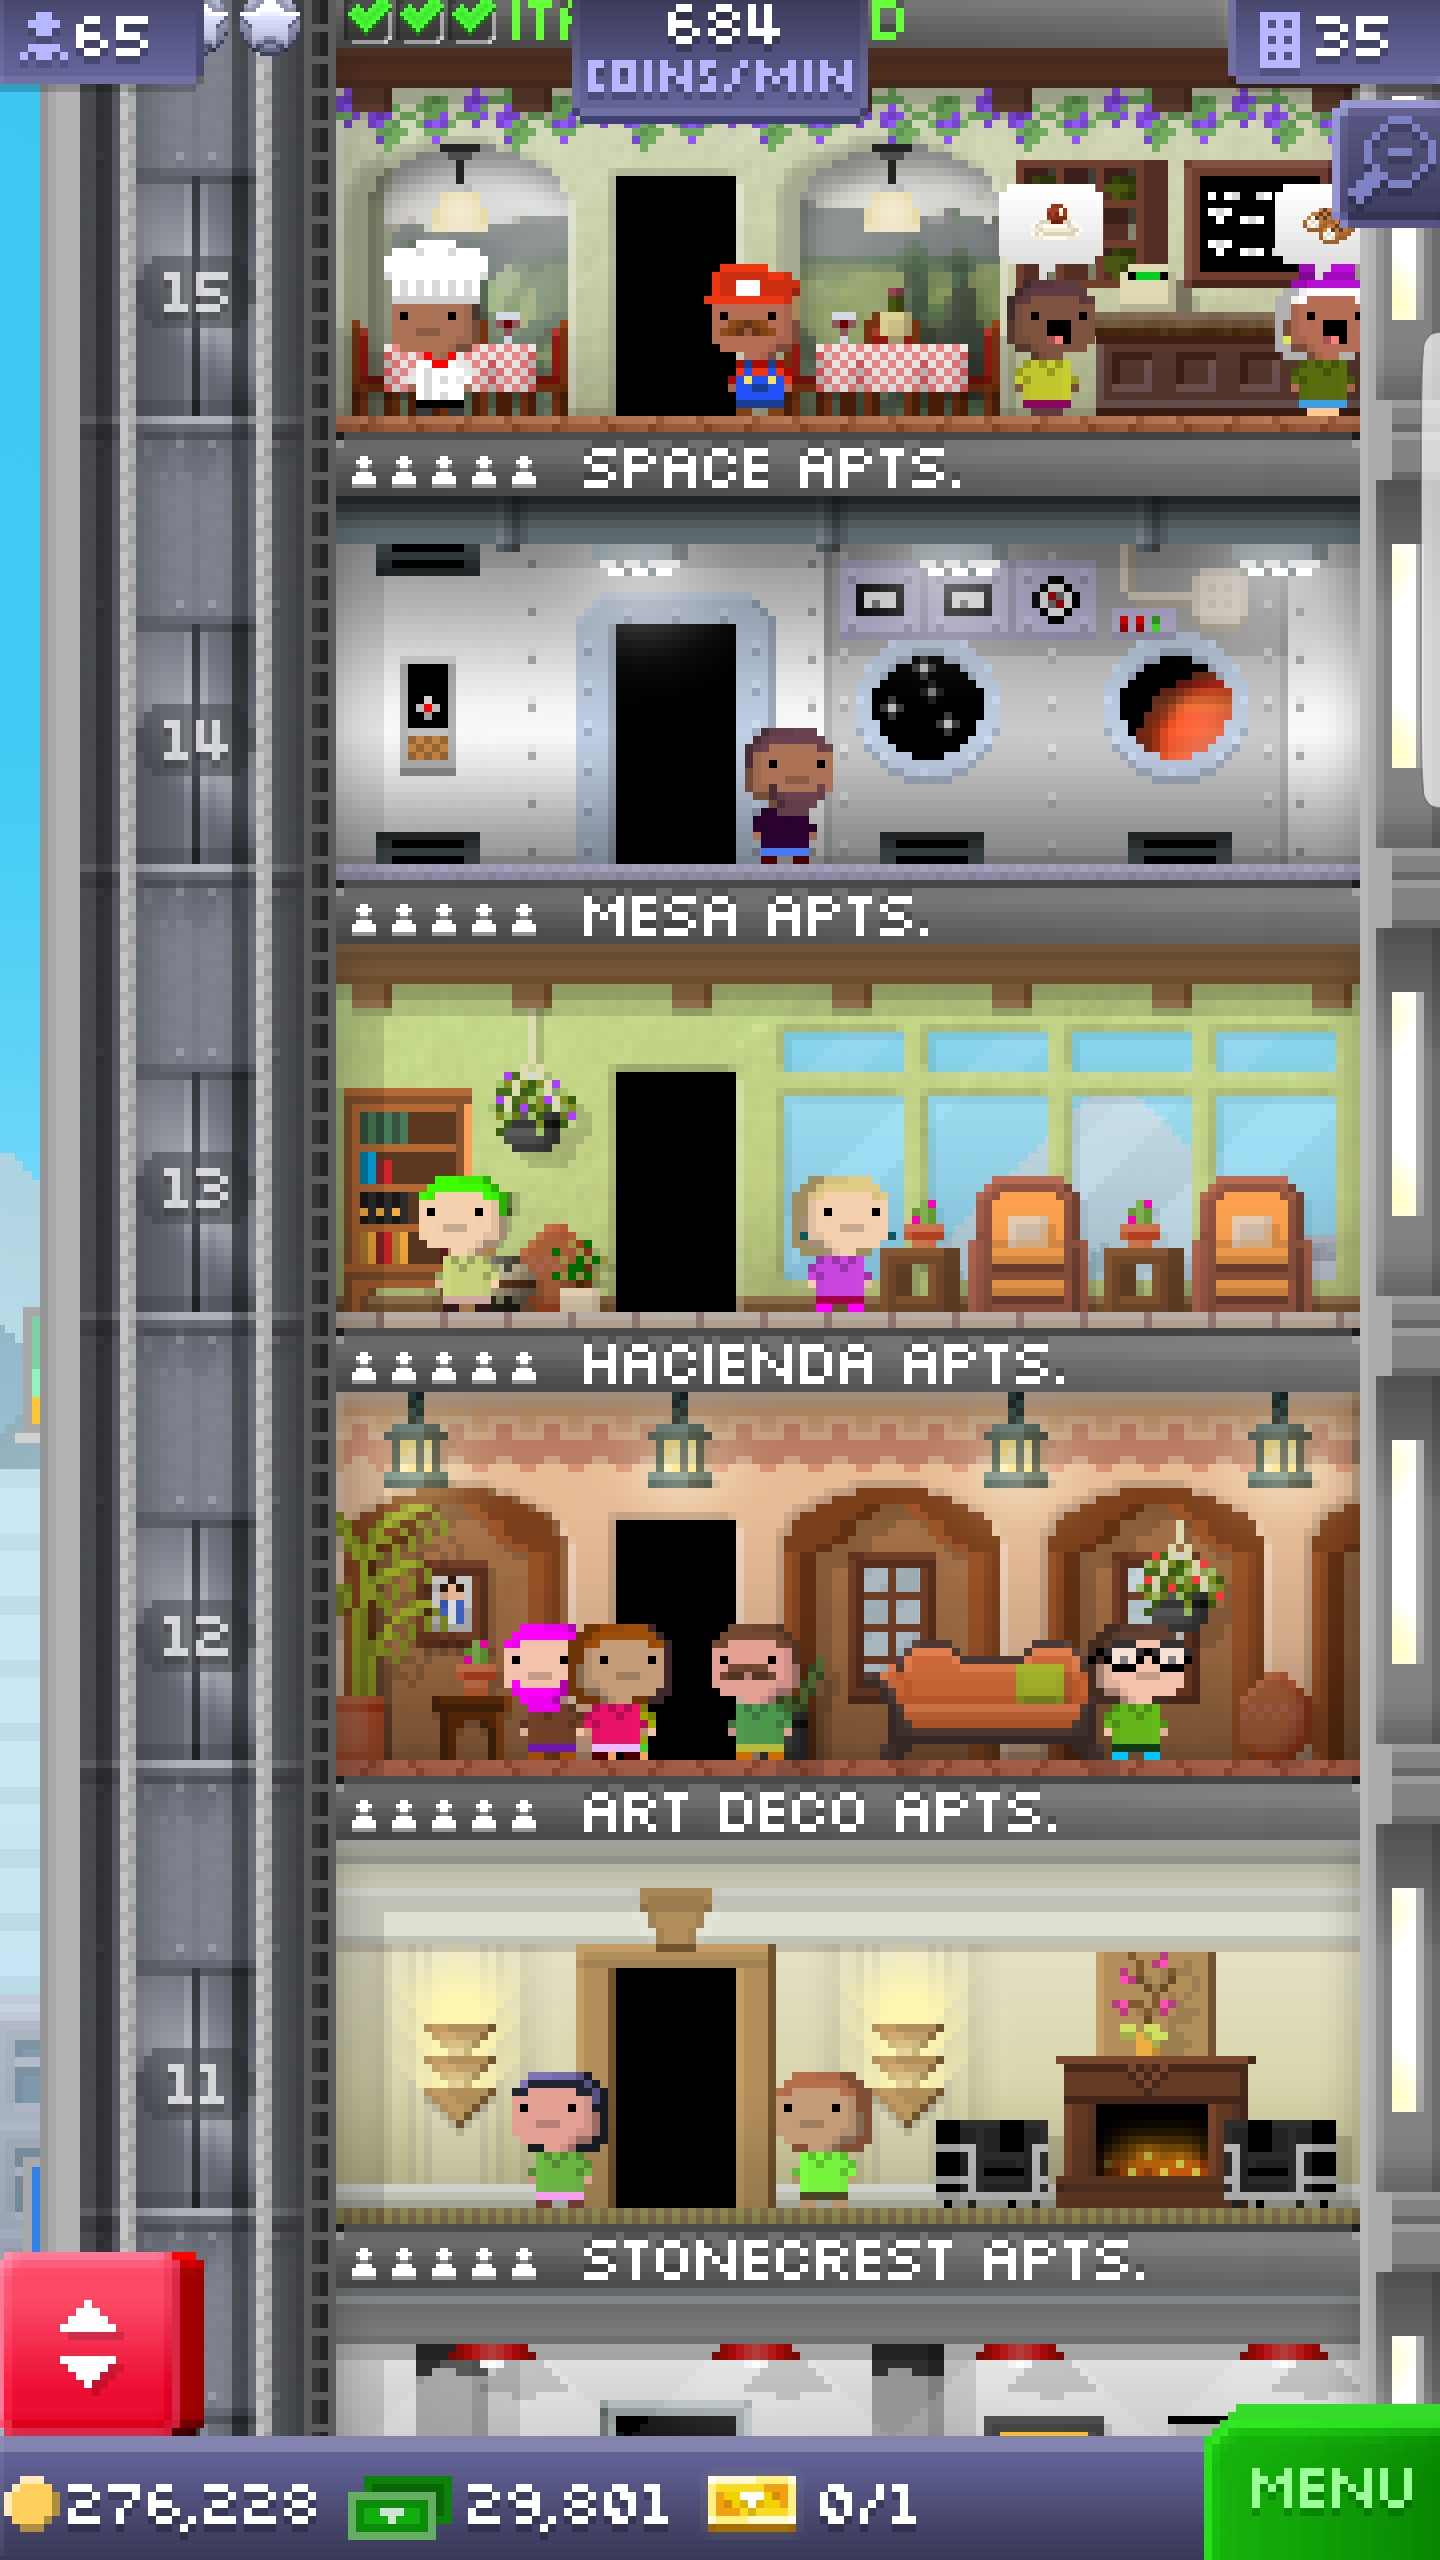 65
684
COINS/MIN
35
15
SPACE APTS.
14
MESA APTS.
13
HACIENDA APTS.
12
ART DECO APTS.
11
STONECREST APTS.
276,228 29,801 0/1
MENU